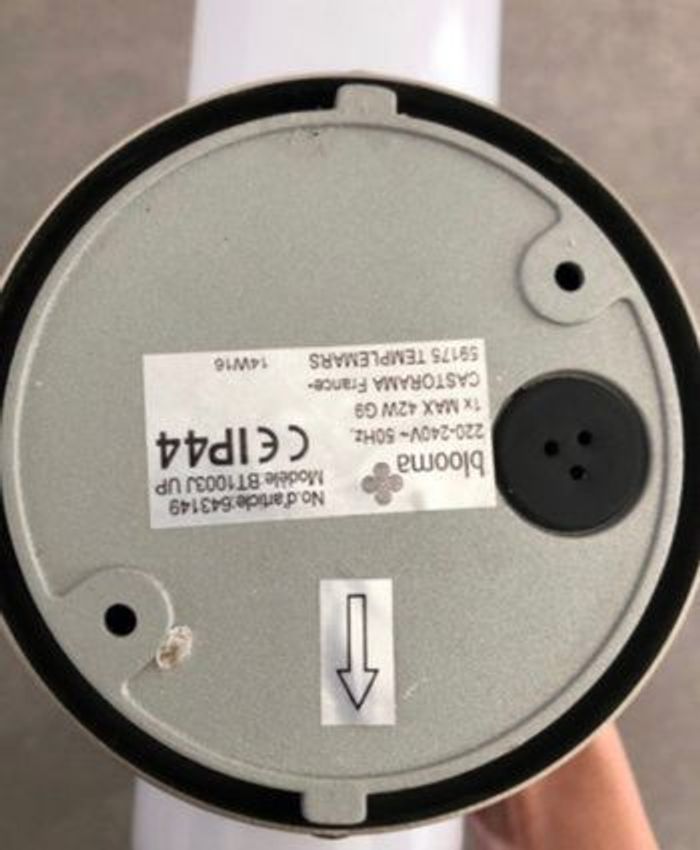 blooma
220-240V~ 50Hz,
1x MAX 42W G9
CASTORAMA France-
59175 TEMPLEMARS
No.d'article:643149
Modèle:BT1003J UP
CE IP44
14W16